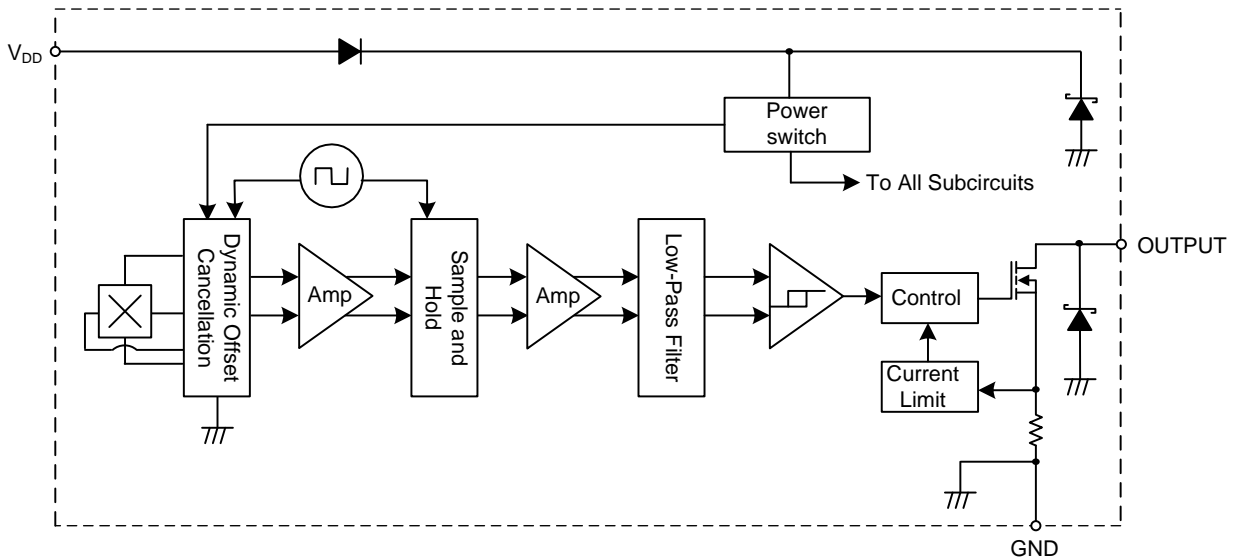 VDD
Power
switch
To All Subcircuits
Dynamic Offset
Cancellation
Amp
Sample and
Hold
Amp
Low-Pass Filter
Control
Current
Limit
OUTPUT
GND